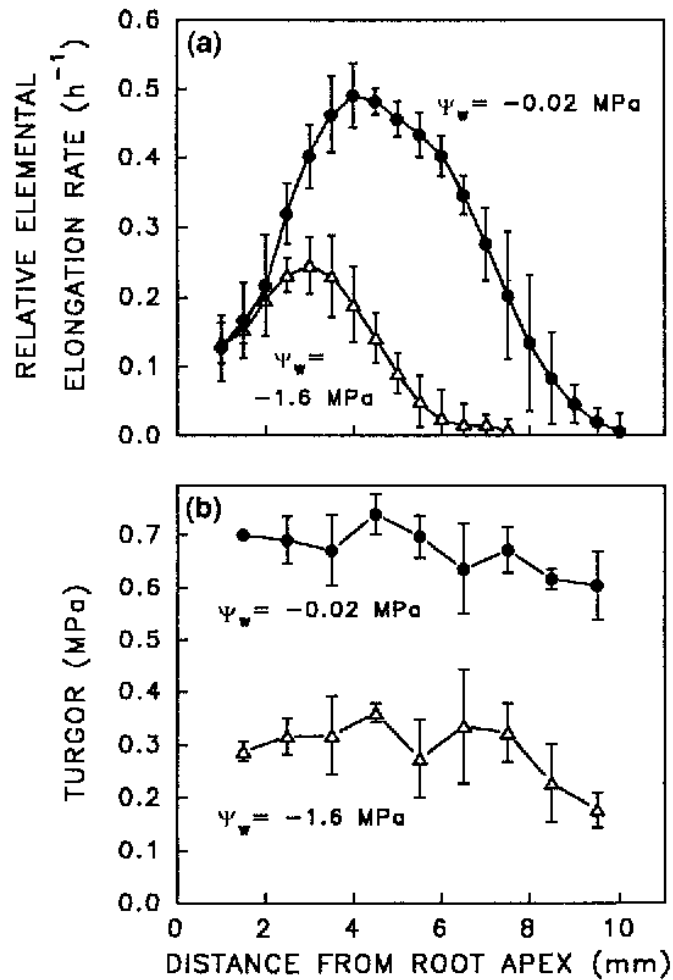 (a)
0.6
0.5
0.4
0.3
0.2
0.1
0.0
RELATIVE ELEMENTAL
ELONGATION RATE (h⁻¹)
Ψw= −0.02 MPa
Ψw=
−1.6 MPa
(b)
0.7
0.6
0.5
0.4
0.3
0.2
0.1
0.0
TURGOR (MPa)
Ψw= −0.02 MPa
Ψw= −1.6 MPa
0 2 4 6 8 10
DISTANCE FROM ROOT APEX (mm)